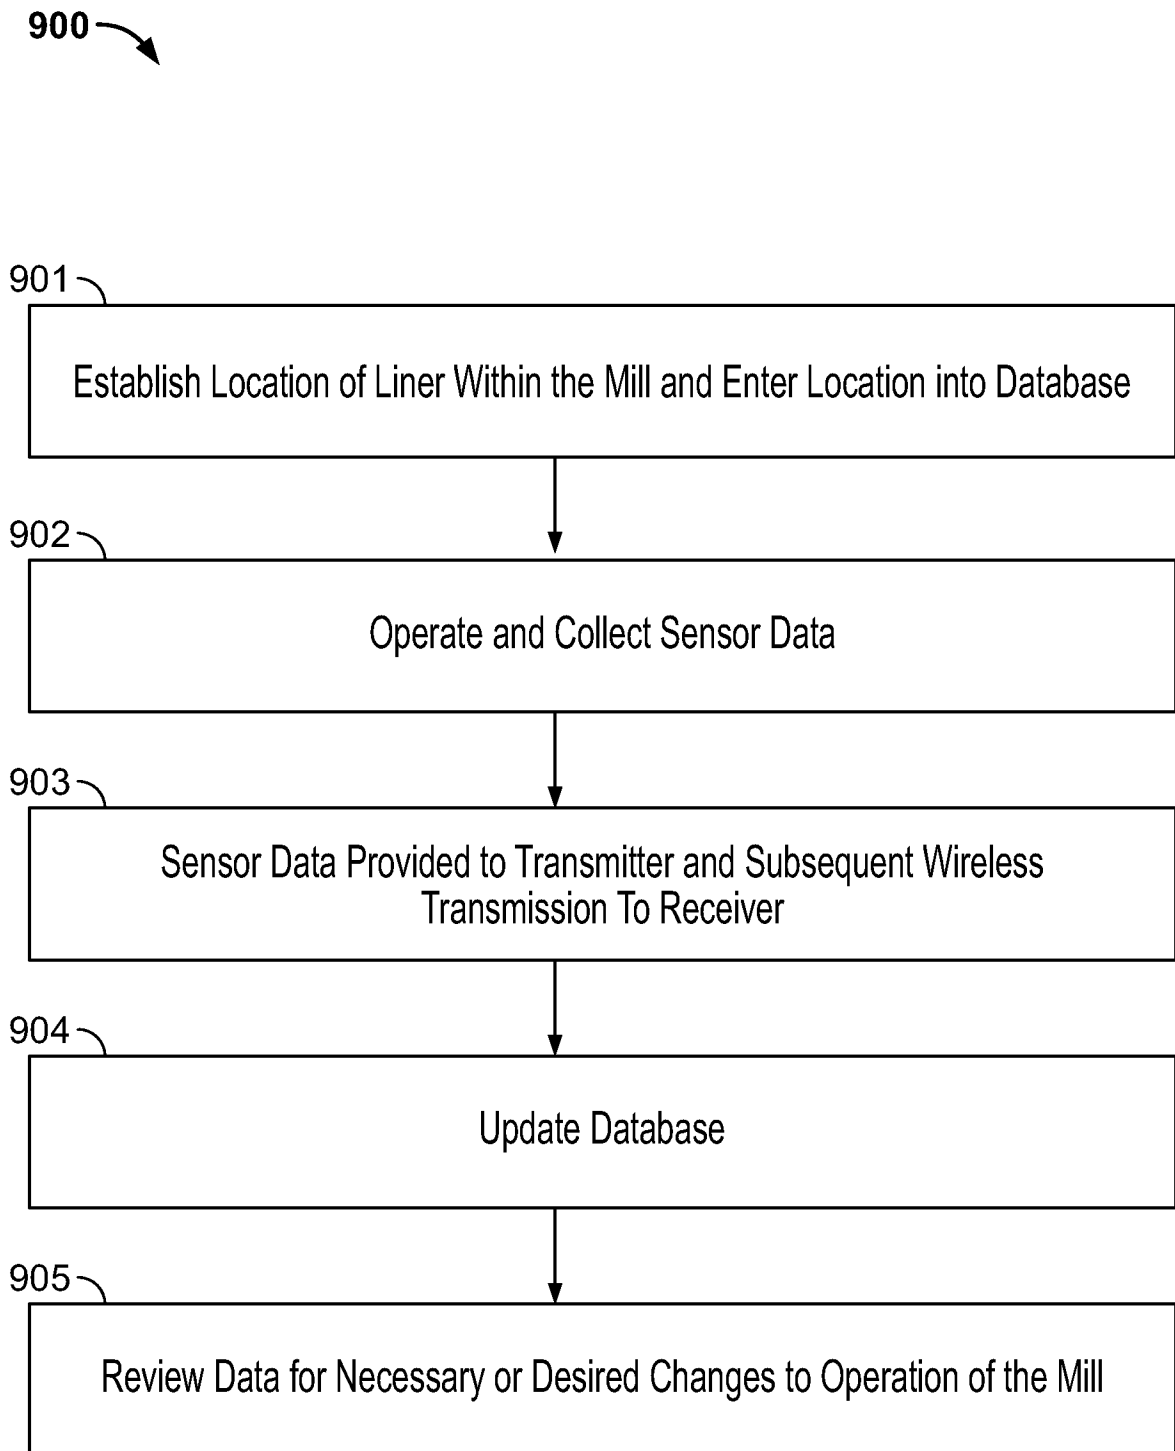 900
901
Establish Location of Liner Within the Mill and Enter Location into Database
902
Operate and Collect Sensor Data
903
Sensor Data Provided to Transmitter and Subsequent Wireless
Transmission To Receiver
904
Update Database
905
Review Data for Necessary or Desired Changes to Operation of the Mill